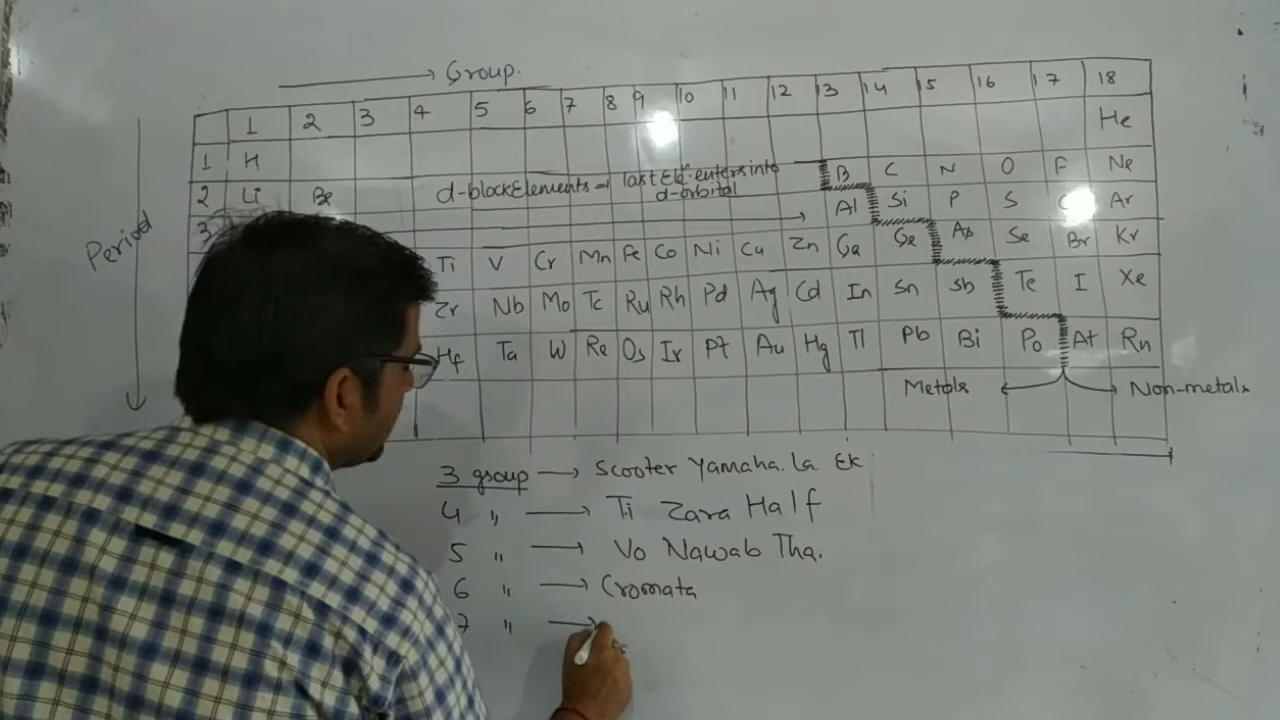 Group.
1 2 3 4 5 6 7 8 9 10 11 12 13 14 15 16 17 18
He
1 H
B C N O F Ne
d-block Elements → last Eln enters into
d-orbital
2 Li Be
Al Si P S Ar
3
Period
Ti V Cr Mn Fe Co Ni Cu Zn Ga Ge As Se Br Kr
Zr Nb Mo Tc Ru Rh Pd Ag Cd In Sn Sb Te I Xe
Hf Ta W Re Os Ir Pt Au Hg Tl Pb Bi Po At Rn
Metals Non-metals
3 group → Scooter Yamaha. La Ek
4 " → Ti Zara Half
5 " → Vo Nawab Tha.
6 " → Cromata
7 " →